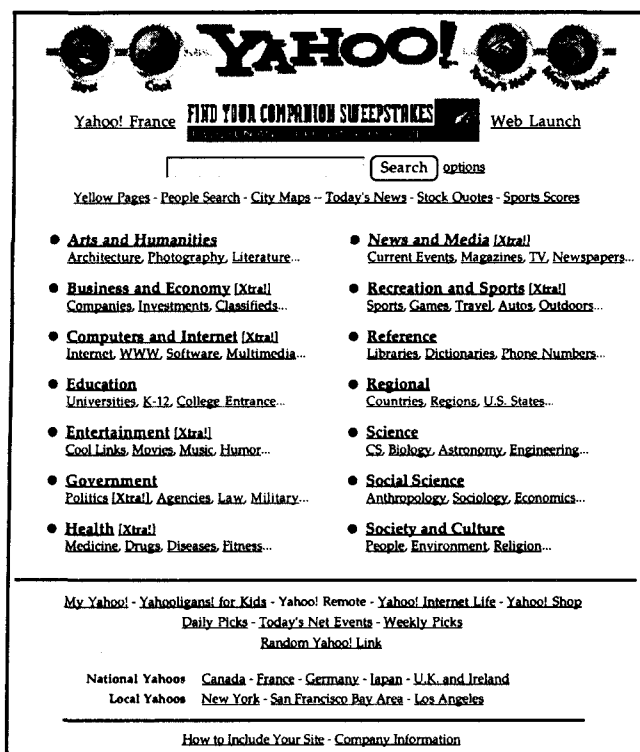 YAHOO!
New Cool Today's News More Yahoos
Yahoo! France FIND YOUR COMPANION SWEEPSTAKES Web Launch
Search options
Yellow Pages - People Search - City Maps -- Today's News - Stock Quotes - Sports Scores
Arts and Humanities
Architecture, Photography, Literature...
Business and Economy [Xtra!]
Companies, Investments, Classifieds...
Computers and Internet [Xtra!]
Internet, WWW, Software, Multimedia...
Education
Universities, K-12, College Entrance...
Entertainment [Xtra!]
Cool Links, Movies, Music, Humor...
Government
Politics [Xtra!], Agencies, Law, Military...
Health [Xtra!]
Medicine, Drugs, Diseases, Fitness...
News and Media [Xtra!]
Current Events, Magazines, TV, Newspapers...
Recreation and Sports [Xtra!]
Sports, Games, Travel, Autos, Outdoors...
Reference
Libraries, Dictionaries, Phone Numbers...
Regional
Countries, Regions, U.S. States...
Science
CS, Biology, Astronomy, Engineering...
Social Science
Anthropology, Sociology, Economics...
Society and Culture
People, Environment, Religion...
My Yahoo! - Yahooligans! for Kids - Yahoo! Remote - Yahoo! Internet Life - Yahoo! Shop
Daily Picks - Today's Net Events - Weekly Picks
Random Yahoo! Link
National Yahoos Canada - France - Germany - Japan - U.K. and Ireland
Local Yahoos New York - San Francisco Bay Area - Los Angeles
How to Include Your Site - Company Information